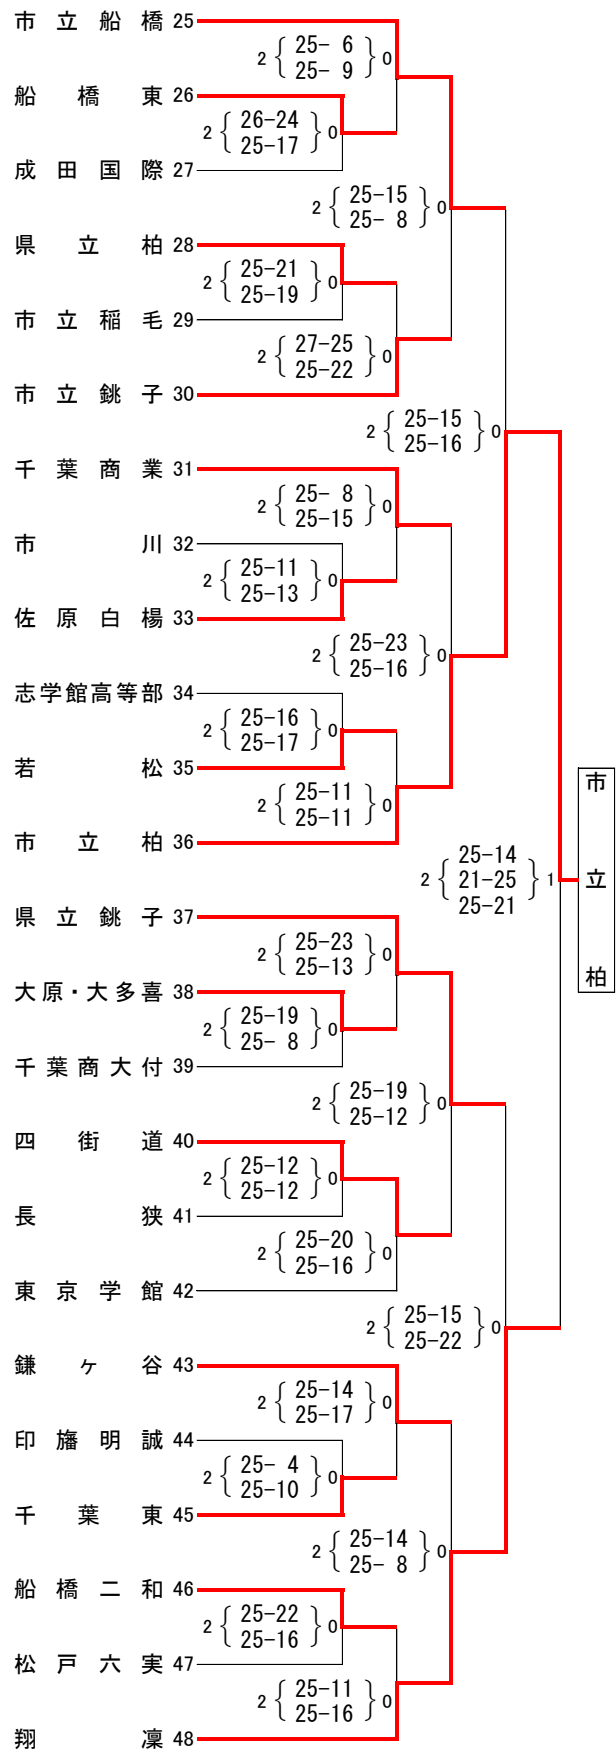 市立船橋 25
2 { 25- 6 } 0
25- 9
船橋東 26
2 { 26-24 } 0
25-17
成田国際 27
2 { 25-15 } 0
25- 8
県立柏 28
2 { 25-21 } 0
25-19
市立稲毛 29
2 { 27-25 } 0
25-22
市立銚子 30
2 { 25-15 } 0
25-16
千葉商業 31
2 { 25- 8 } 0
25-15
市川 32
2 { 25-11 } 0
25-13
佐原白楊 33
2 { 25-23 } 0
25-16
志学館高等部 34
2 { 25-16 } 0
25-17
若松 35
2 { 25-11 } 0
25-11
市立柏 36
25-14
2 { 21-25 } 1
25-21
市立柏
県立銚子 37
2 { 25-23 } 0
25-13
大原・大多喜 38
2 { 25-19 } 0
25- 8
千葉商大付 39
2 { 25-19 } 0
25-12
四街道 40
2 { 25-12 } 0
25-12
長狭 41
2 { 25-20 } 0
25-16
東京学館 42
2 { 25-15 } 0
25-22
鎌ヶ谷 43
2 { 25-14 } 0
25-17
印旛明誠 44
2 { 25- 4 } 0
25-10
千葉東 45
2 { 25-14 } 0
25- 8
船橋二和 46
2 { 25-22 } 0
25-16
松戸六実 47
2 { 25-11 } 0
25-16
翔凜 48